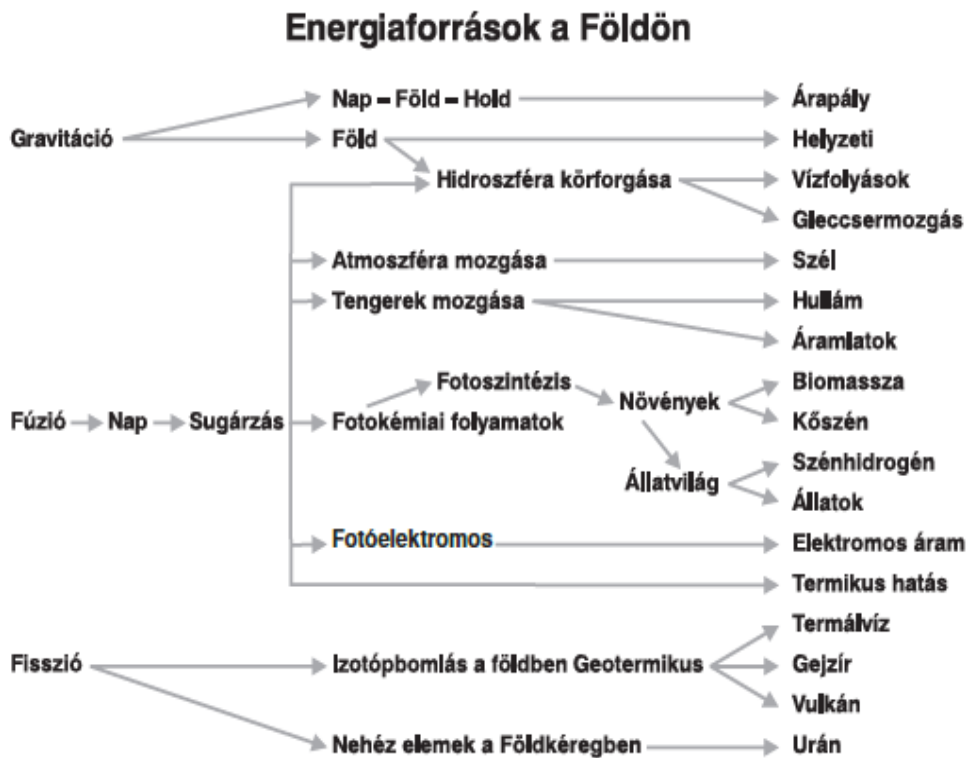 Energiaforrások a Földön
Nap – Föld – Hold Árapály
Gravitáció Föld Helyzeti
Hidroszféra körforgása Vízfolyások
Gleccsermozgás
Atmoszféra mozgása Szél
Tengerek mozgása Hullám
Áramlatok
Fotoszintézis Biomassza
Növények
Fúzió Nap Sugárzás Fotokémiai folyamatok Kőszén
Szénhidrogén
Állatvilág
Állatok
Fotóelektromos Elektromos áram
Termikus hatás
Termálvíz
Fisszió Izotópbomlás a földben Geotermikus Gejzír
Vulkán
Nehéz elemek a Földkéregben Urán